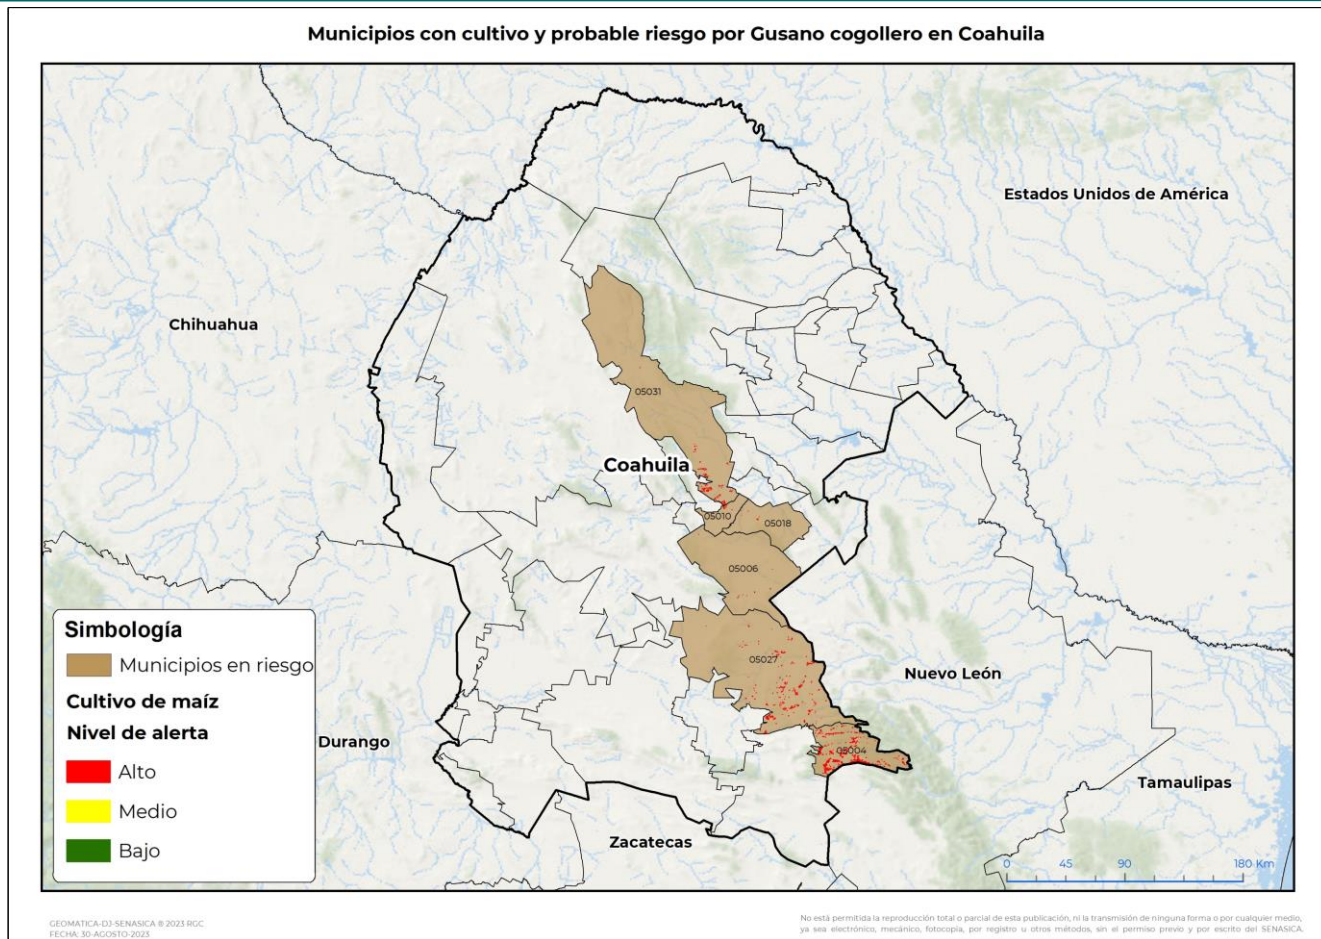 Municipios con cultivo y probable riesgo por Gusano cogollero en Coahuila
Estados Unidos de América
Chihuahua
05031
Coahuila
05010
05018
05006
05027
Nuevo León
05004
Durango
Tamaulipas
Zacatecas
Simbología
Municipios en riesgo
Cultivo de maíz
Nivel de alerta
Alto
Medio
Bajo
0 45 90 180 Km
GEOMATICA-DJ-SENASICA ® 2023 RGC
FECHA: 30-AGOSTO-2023
No está permitida la reproducción total o parcial de esta publicación, ni la transmisión de ninguna forma o por cualquier medio,
ya sea electrónico, mecánico, fotocopia, por registro u otros métodos, sin el permiso previo y por escrito del SENASICA.